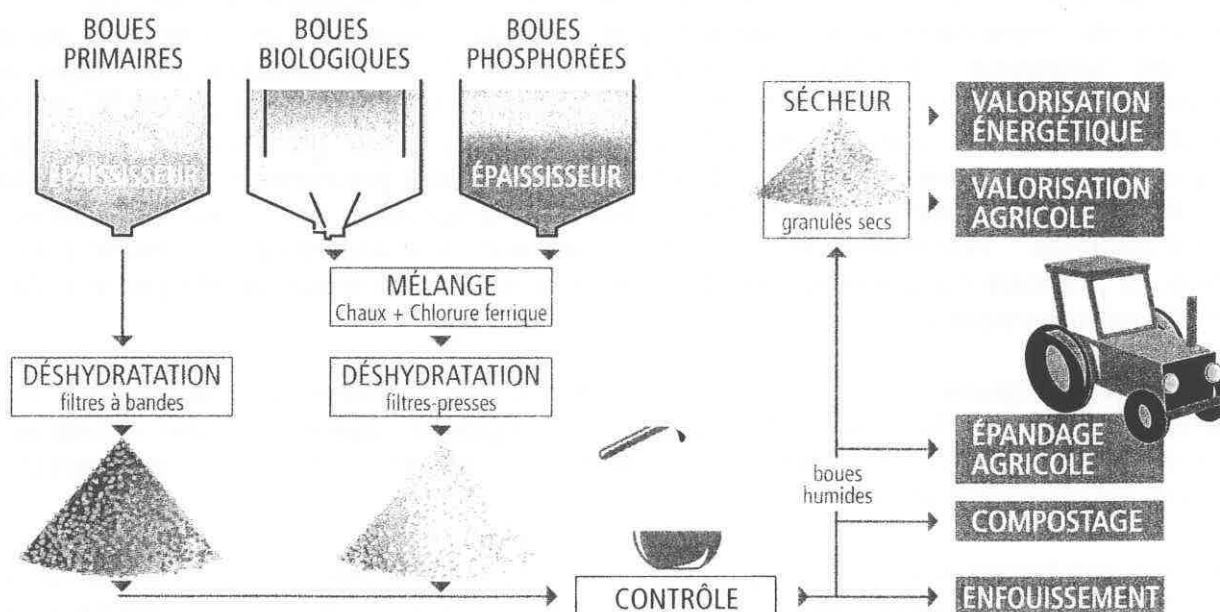 BOUES
PRIMAIRES
BOUES
BIOLOGIQUES
BOUES
PHOSPHORÉES
ÉPAISSISSEUR
ÉPAISSISSEUR
SÉCHEUR
granulés secs
VALORISATION
ÉNERGÉTIQUE
VALORISATION
AGRICOLE
MÉLANGE
Chaux + Chlorure ferrique
DÉSHYDRATATION
filtres à bandes
DÉSHYDRATATION
filtres-presses
boues
humides
ÉPANDAGE
AGRICOLE
COMPOSTAGE
CONTRÔLE
ENFOUISSEMENT